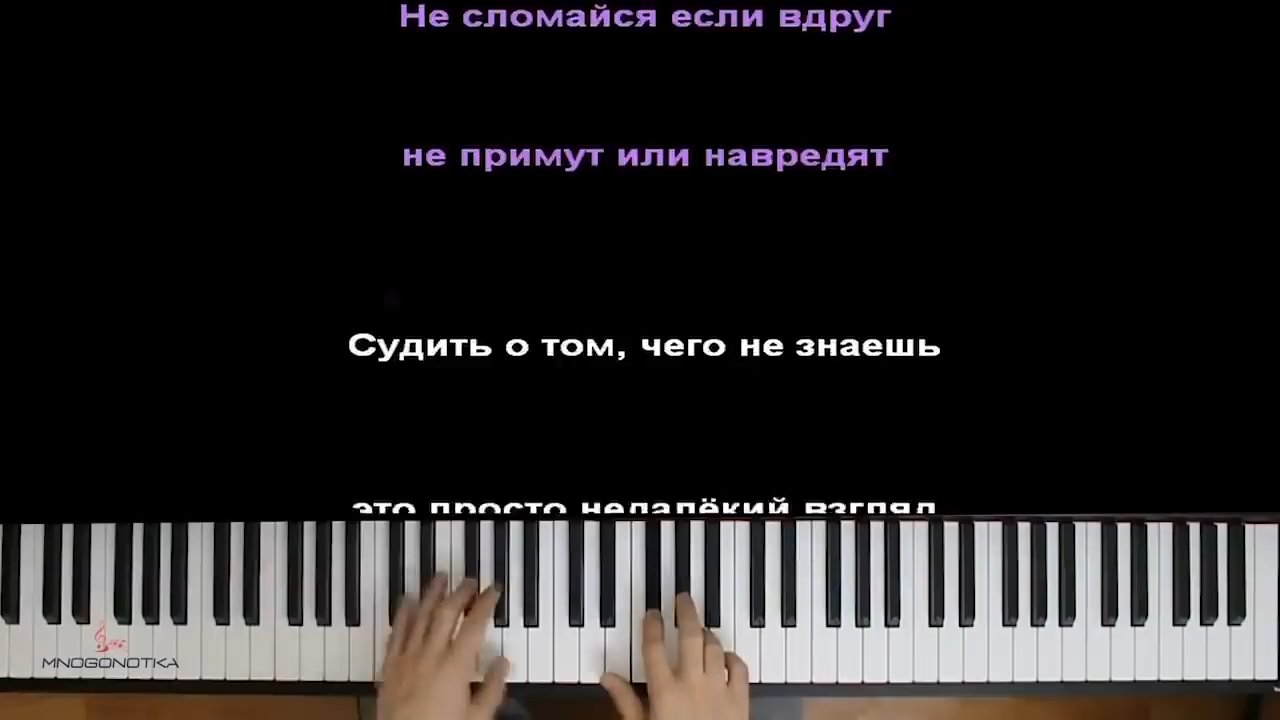 Не сломайся если вдруг
не примут или навредят
Судить о том, чего не знаешь
это просто недалёкий взгляд
MNOGONOTKA